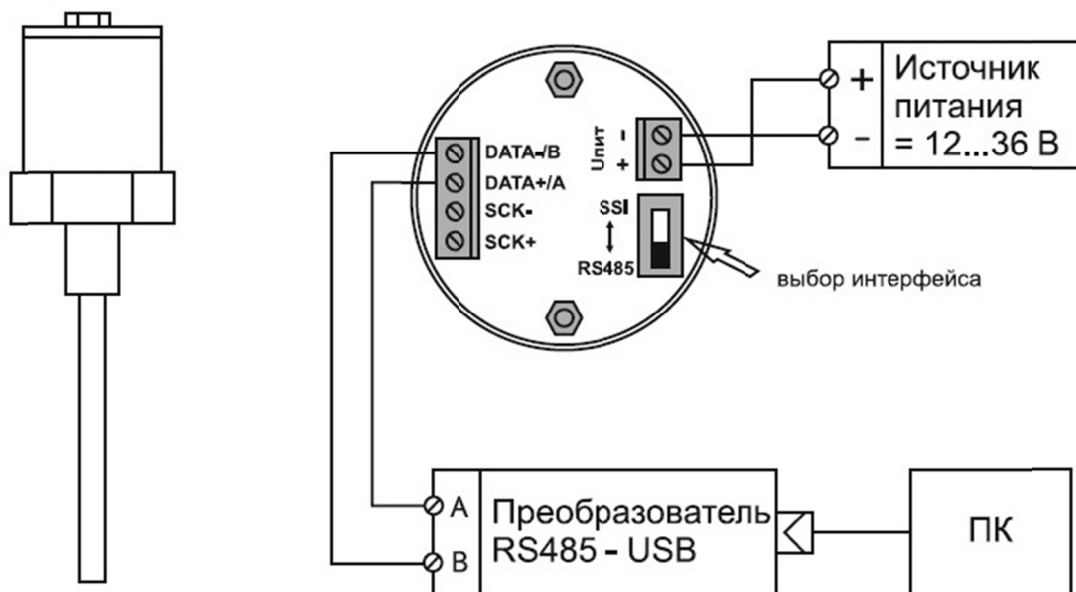 DATA-/B
DATA+/A
SCK-
SCK+
Uпит
-
+
SSI
RS485
выбор интерфейса
+
-
Источник
питания
= 12...36 В
A
B
Преобразователь
RS485 - USB
ПК